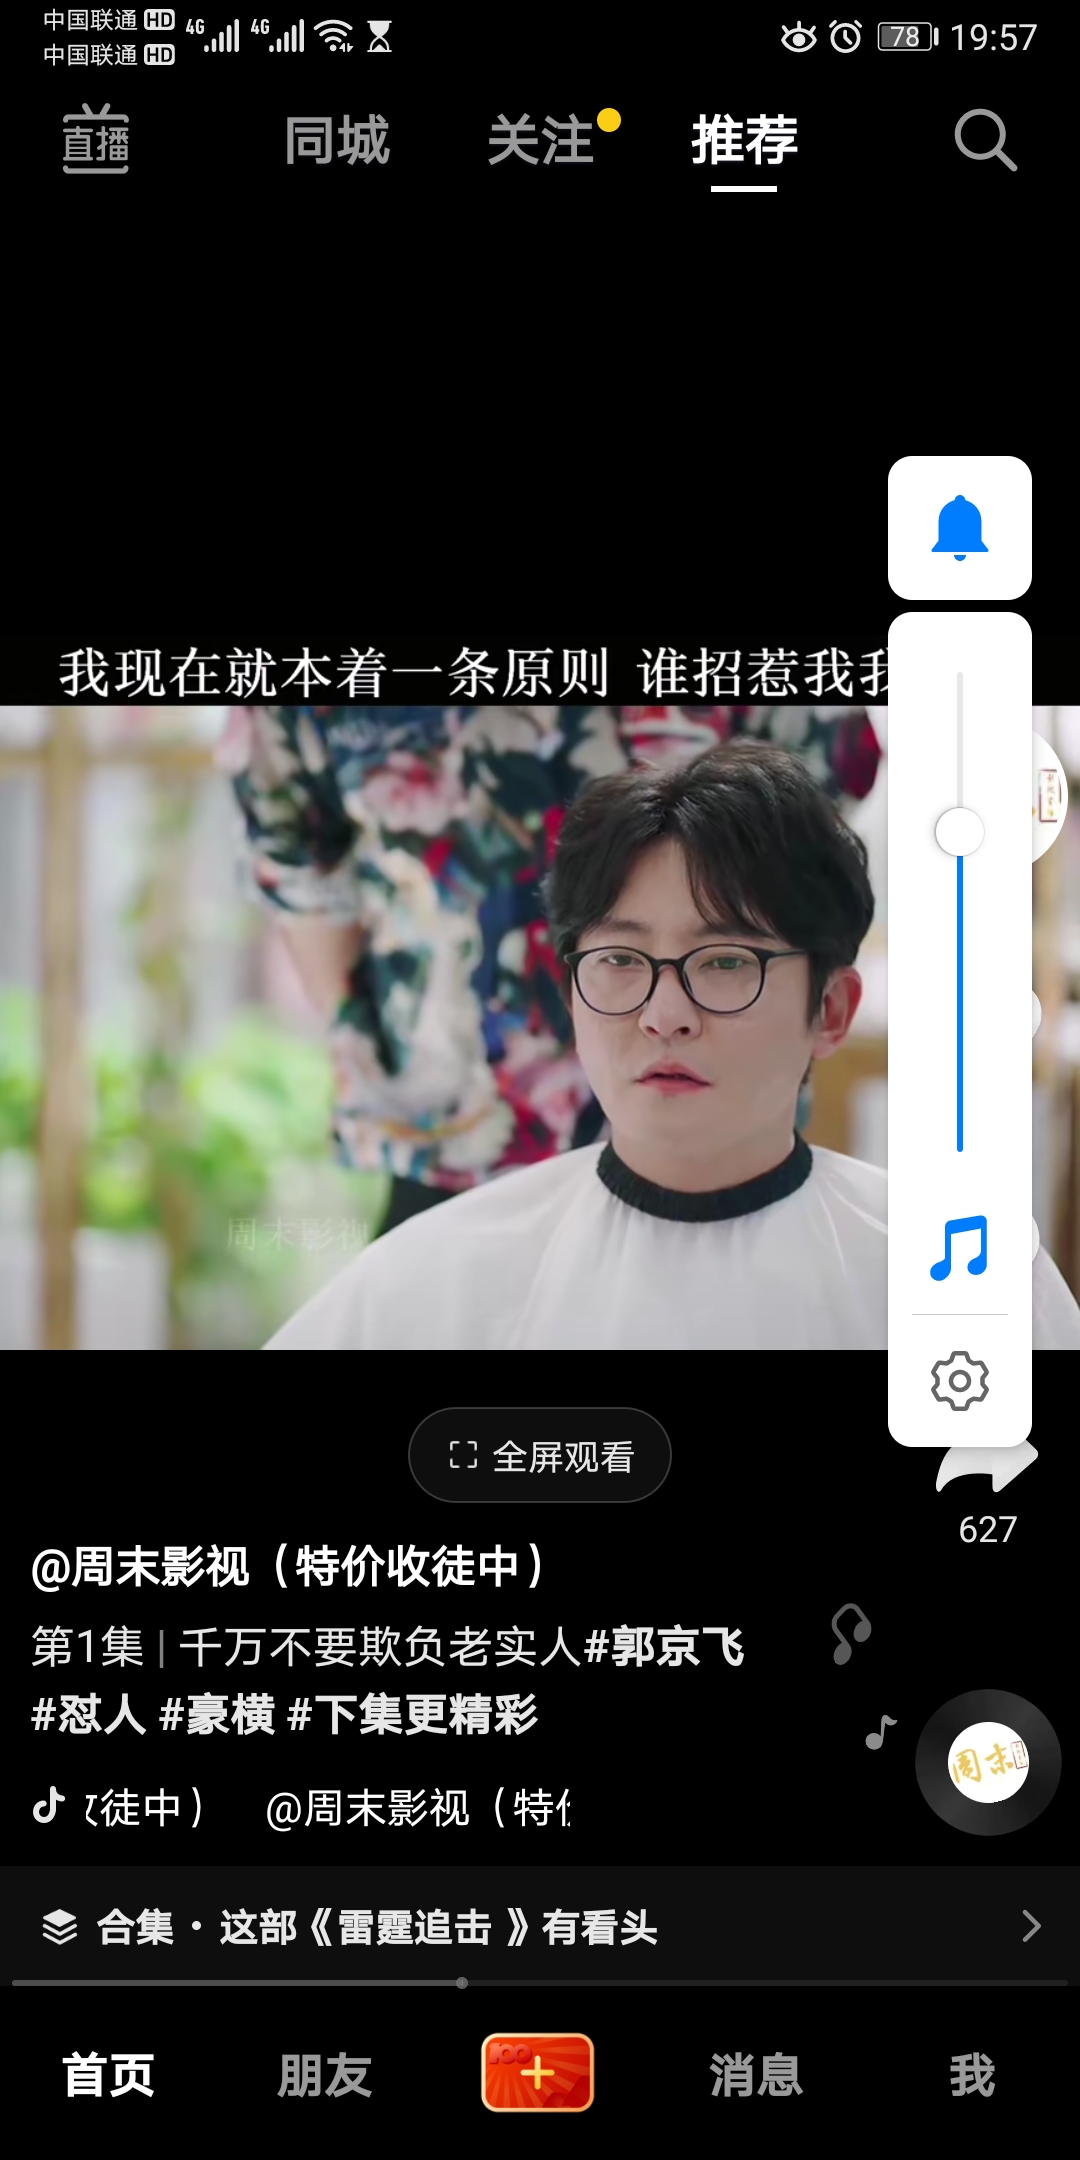 中国联通 HD 4G 4G 78 19:57
中国联通 HD
直播 同城 关注 推荐
我现在就本着一条原则 谁招惹我我
周末影视
全屏观看
627
@周末影视（特价收徒中）
第1集 | 千万不要欺负老实人#郭京飞
#怼人 #豪横 #下集更精彩
徒中） @周末影视（特
周末
合集・这部《雷霆追击 》有看头
首页 朋友 100 + 消息 我